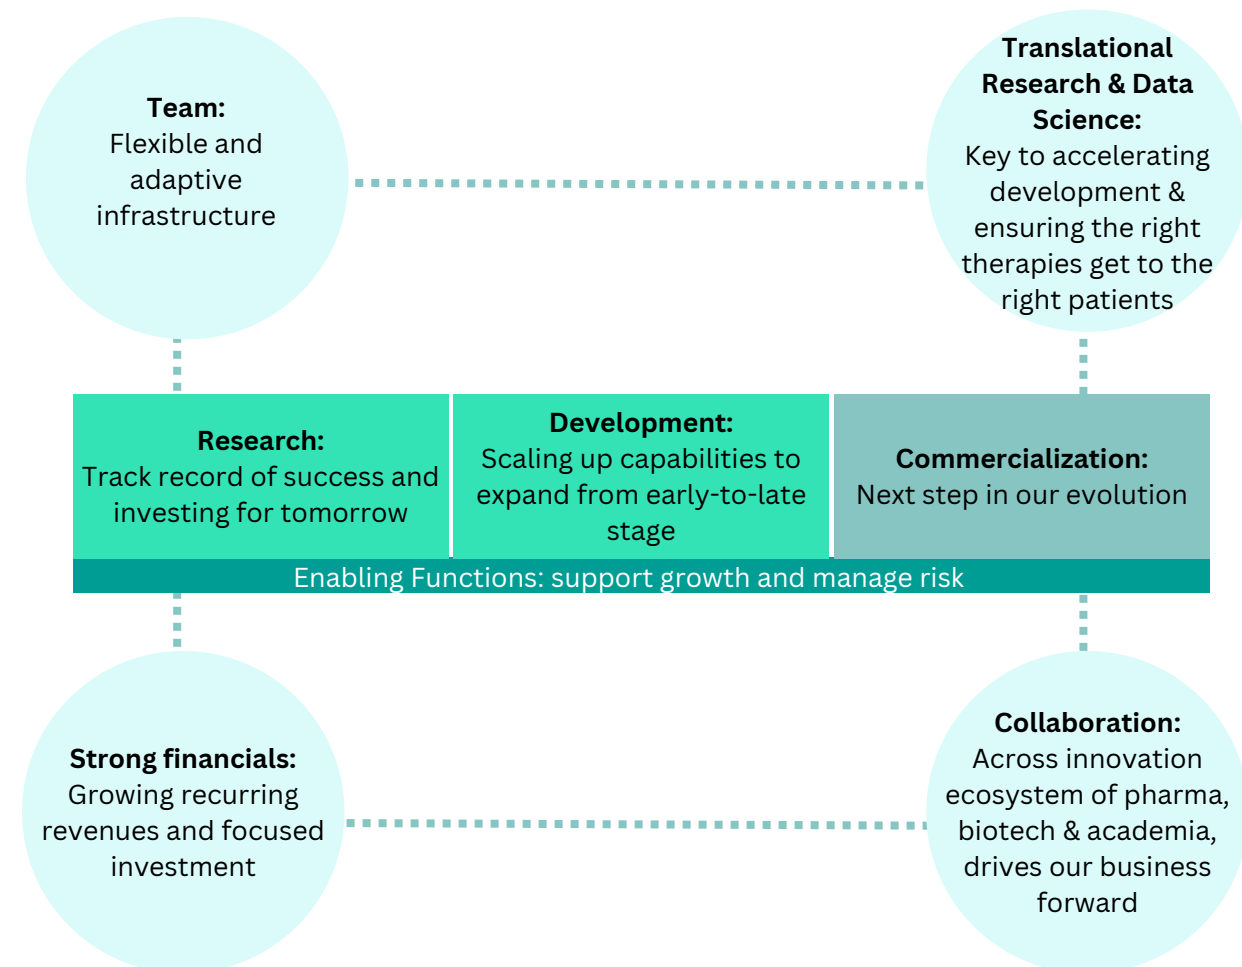 Team:
Flexible and
adaptive
infrastructure
Translational
Research & Data
Science:
Key to accelerating
development &
ensuring the right
therapies get to the
right patients
Research:
Track record of success and
investing for tomorrow
Development:
Scaling up capabilities to
expand from early-to-late
stage
Commercialization:
Next step in our evolution
Enabling Functions: support growth and manage risk
Strong financials:
Growing recurring
revenues and focused
investment
Collaboration:
Across innovation
ecosystem of pharma,
biotech & academia,
drives our business
forward